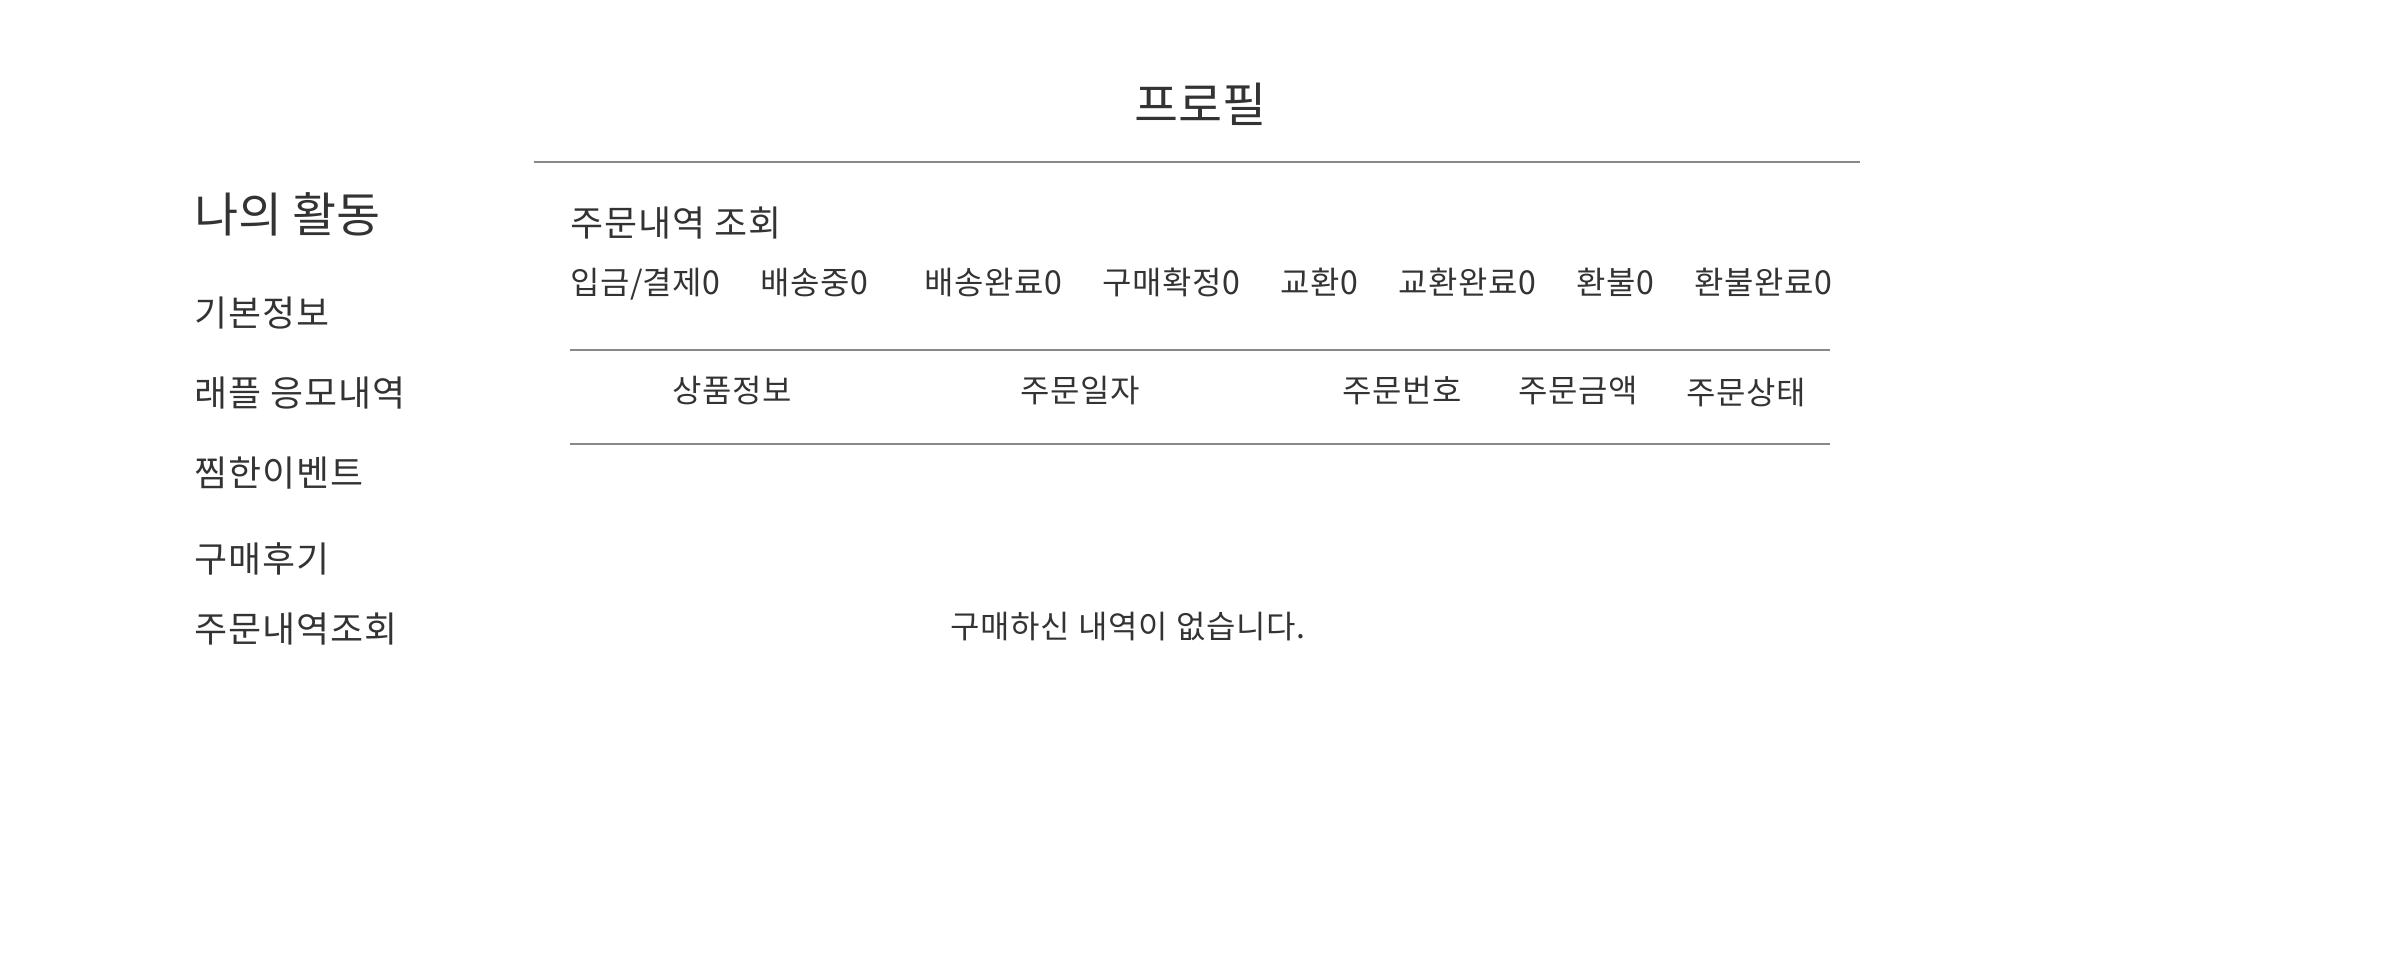 프로필
나의 활동
기본정보
래플 응모내역
찜한이벤트
구매후기
주문내역조회
주문내역 조회
입금/결제0 배송중0 배송완료0 구매확정0 교환0 교환완료0 환불0 환불완료0
상품정보 주문일자 주문번호 주문금액 주문상태
구매하신 내역이 없습니다.